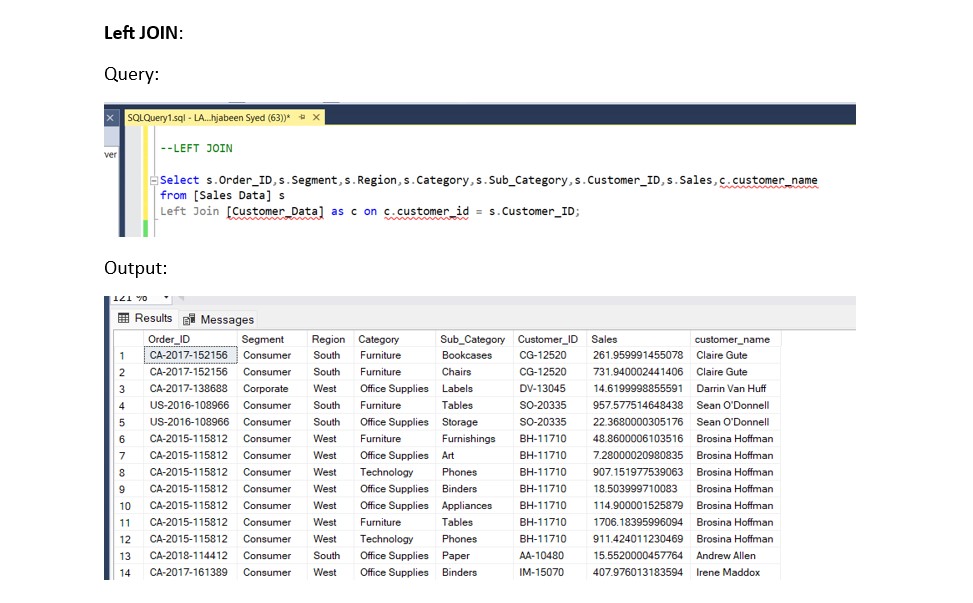 Left JOIN:
Query:
SQLQuery1.sql - LA...hjabeen Syed (63))*
ver
--LEFT JOIN
Select s.Order_ID,s.Segment,s.Region,s.Category,s.Sub_Category,s.Customer_ID,s.Sales,c.customer_name
from [Sales Data] s
Left Join [Customer_Data] as c on c.customer_id = s.Customer_ID;
Output:
121 %
Results Messages
Order_ID Segment Region Category Sub_Category Customer_ID Sales customer_name
1 CA-2017-152156 Consumer South Furniture Bookcases CG-12520 261.959991455078 Claire Gute
2 CA-2017-152156 Consumer South Furniture Chairs CG-12520 731.940002441406 Claire Gute
3 CA-2017-138688 Corporate West Office Supplies Labels DV-13045 14.6199998855591 Darrin Van Huff
4 US-2016-108966 Consumer South Furniture Tables SO-20335 957.577514648438 Sean O'Donnell
5 US-2016-108966 Consumer South Office Supplies Storage SO-20335 22.3680000305176 Sean O'Donnell
6 CA-2015-115812 Consumer West Furniture Furnishings BH-11710 48.8600006103516 Brosina Hoffman
7 CA-2015-115812 Consumer West Office Supplies Art BH-11710 7.28000020980835 Brosina Hoffman
8 CA-2015-115812 Consumer West Technology Phones BH-11710 907.151977539063 Brosina Hoffman
9 CA-2015-115812 Consumer West Office Supplies Binders BH-11710 18.503999710083 Brosina Hoffman
10 CA-2015-115812 Consumer West Office Supplies Appliances BH-11710 114.900001525879 Brosina Hoffman
11 CA-2015-115812 Consumer West Furniture Tables BH-11710 1706.18395996094 Brosina Hoffman
12 CA-2015-115812 Consumer West Technology Phones BH-11710 911.424011230469 Brosina Hoffman
13 CA-2018-114412 Consumer South Office Supplies Paper AA-10480 15.5520000457764 Andrew Allen
14 CA-2017-161389 Consumer West Office Supplies Binders IM-15070 407.976013183594 Irene Maddox